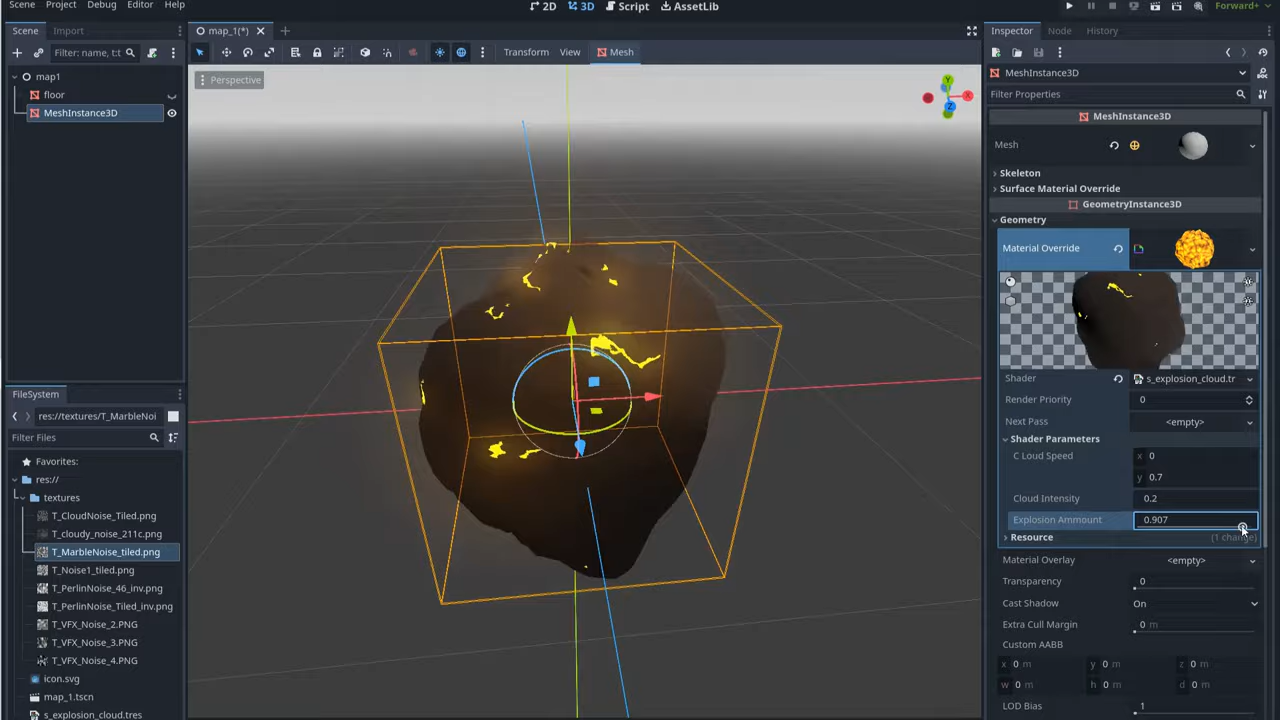 Scene Project Debug Editor Help
2D 3D Script AssetLib
Forward+
Scene Import
Filter: name, t:t
map1
floor
MeshInstance3D
map_1(*)
Transform View Mesh
Perspective
Y
X
Z
FileSystem
res://textures/T_MarbleNoi
Filter Files
Favorites:
res://
textures
T_CloudNoise_Tiled.png
T_cloudy_noise_211c.png
T_MarbleNoise_tiled.png
T_Noise1_tiled.png
T_PerlinNoise_46_inv.png
T_PerlinNoise_Tiled_inv.png
T_VFX_Noise_2.PNG
T_VFX_Noise_3.PNG
T_VFX_Noise_4.PNG
icon.svg
map_1.tscn
s_explosion_cloud.tres
Inspector Node History
MeshInstance3D
Filter Properties
MeshInstance3D
Mesh
Skeleton
Surface Material Override
GeometryInstance3D
Geometry
Material Override
Shader s_explosion_cloud.tr
Render Priority 0
Next Pass <empty>
Shader Parameters
C Loud Speed x 0
y 0.7
Cloud Intensity 0.2
Explosion Ammount 0.907
Resource (1 change)
Material Overlay <empty>
Transparency 0
Cast Shadow On
Extra Cull Margin 0 m
Custom AABB
x 0 m y 0 m z 0 m
w 0 m h 0 m d 0 m
LOD Bias 1